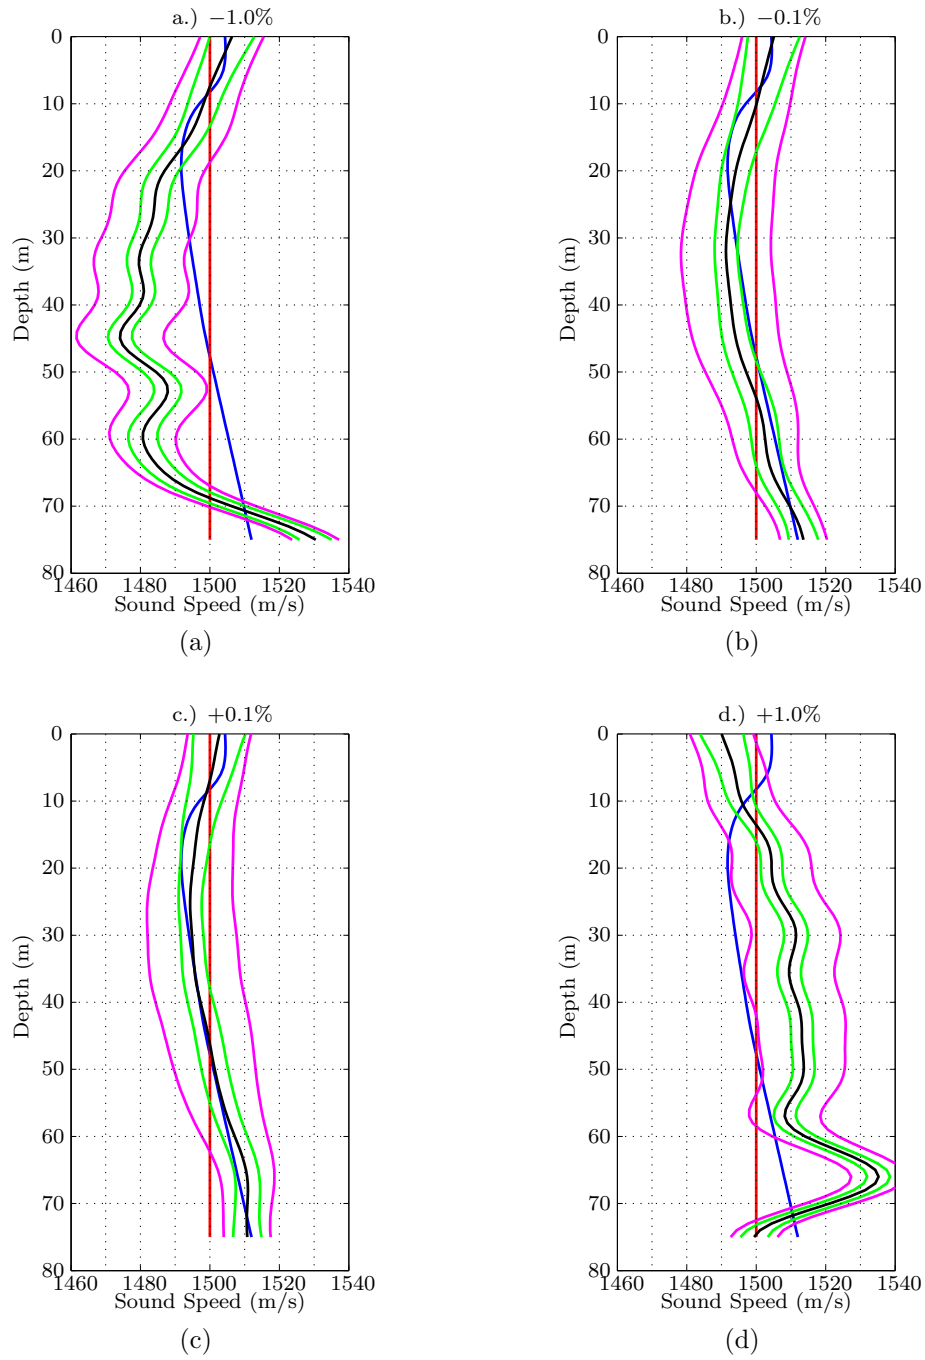 a.) −1.0%
0
10
20
30
40
50
60
70
80
Depth (m)
1460 1480 1500 1520 1540
Sound Speed (m/s)
(a)
b.) −0.1%
0
10
20
30
40
50
60
70
80
Depth (m)
1460 1480 1500 1520 1540
Sound Speed (m/s)
(b)
c.) +0.1%
0
10
20
30
40
50
60
70
80
Depth (m)
1460 1480 1500 1520 1540
Sound Speed (m/s)
(c)
d.) +1.0%
0
10
20
30
40
50
60
70
80
Depth (m)
1460 1480 1500 1520 1540
Sound Speed (m/s)
(d)